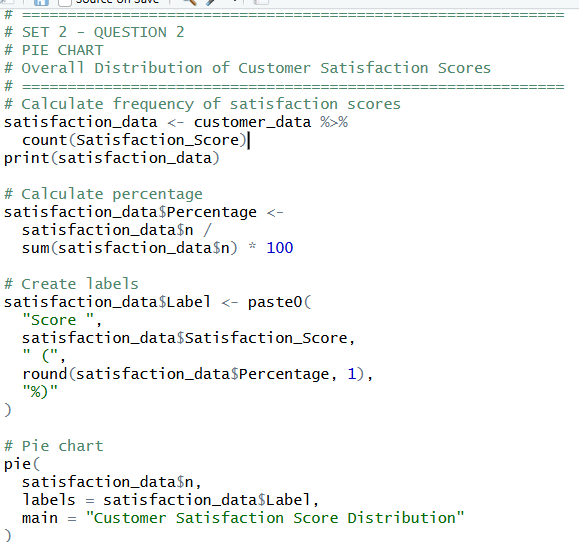 Source on Save
# ============================================================
# SET 2 - QUESTION 2
# PIE CHART
# Overall Distribution of Customer Satisfaction Scores
# ============================================================
# Calculate frequency of satisfaction scores
satisfaction_data <- customer_data %>%
  count(Satisfaction_Score)
print(satisfaction_data)

# Calculate percentage
satisfaction_data$Percentage <-
  satisfaction_data$n /
  sum(satisfaction_data$n) * 100

# Create labels
satisfaction_data$Label <- paste0(
  "Score ",
  satisfaction_data$Satisfaction_Score,
  " (",
  round(satisfaction_data$Percentage, 1),
  "%)"
)

# Pie chart
pie(
  satisfaction_data$n,
  labels = satisfaction_data$Label,
  main = "Customer Satisfaction Score Distribution"
)